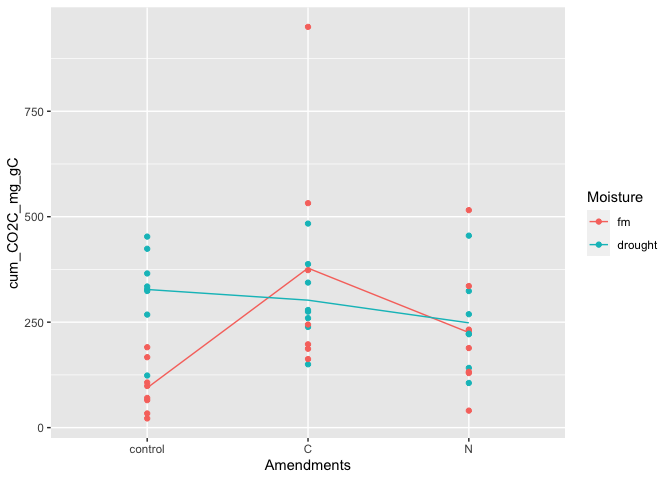 750
500
250
0
cum_CO2C_mg_gC
control C N
Amendments
Moisture
fm
drought